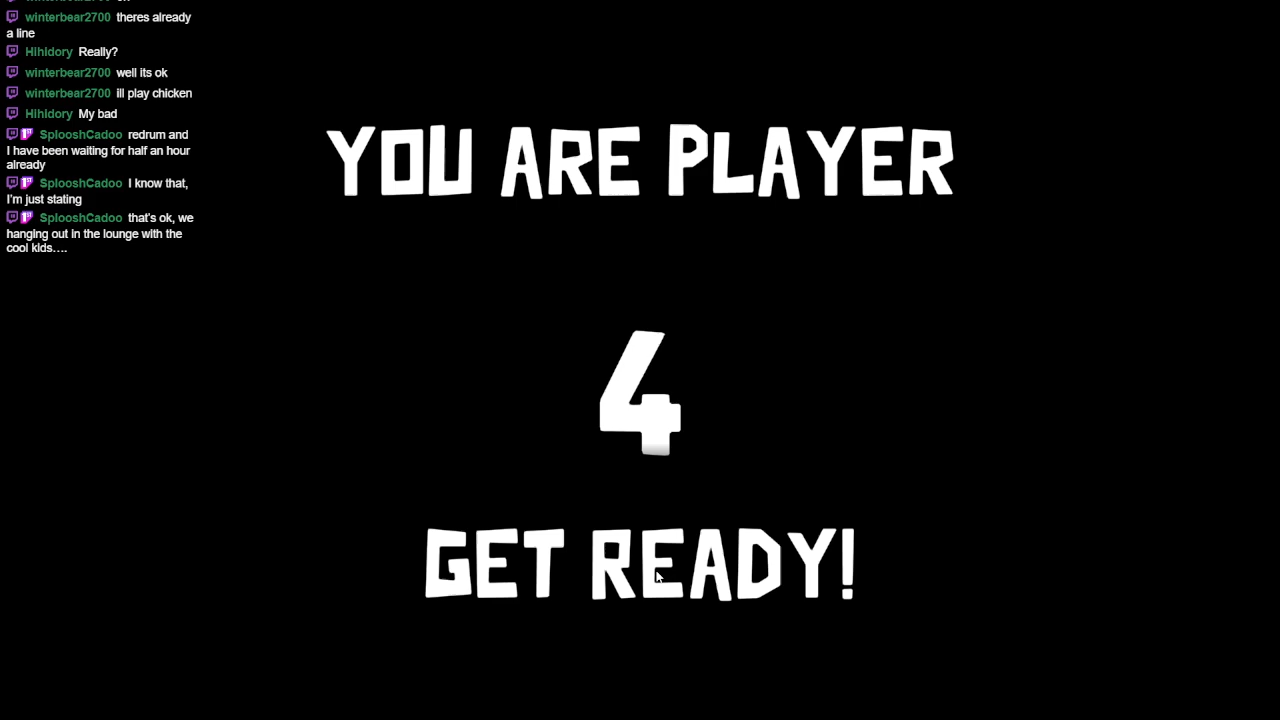 winterbear2700 theres already
a line
Hihidory Really?
winterbear2700 well its ok
winterbear2700 ill play chicken
Hihidory My bad
SplooshCadoo redrum and
I have been waiting for half an hour
already
SplooshCadoo I know that,
I'm just stating
SplooshCadoo that's ok, we
hanging out in the lounge with the
cool kids....
YOU ARE PLAYER
4
GET READY!